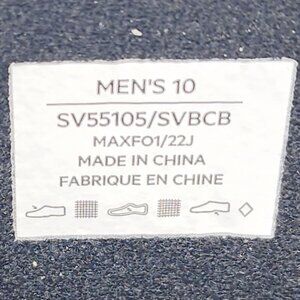 MEN'S 10
SV55105/SVBCB
MAXFO1/22J
MADE IN CHINA
FABRIQUE EN CHINE